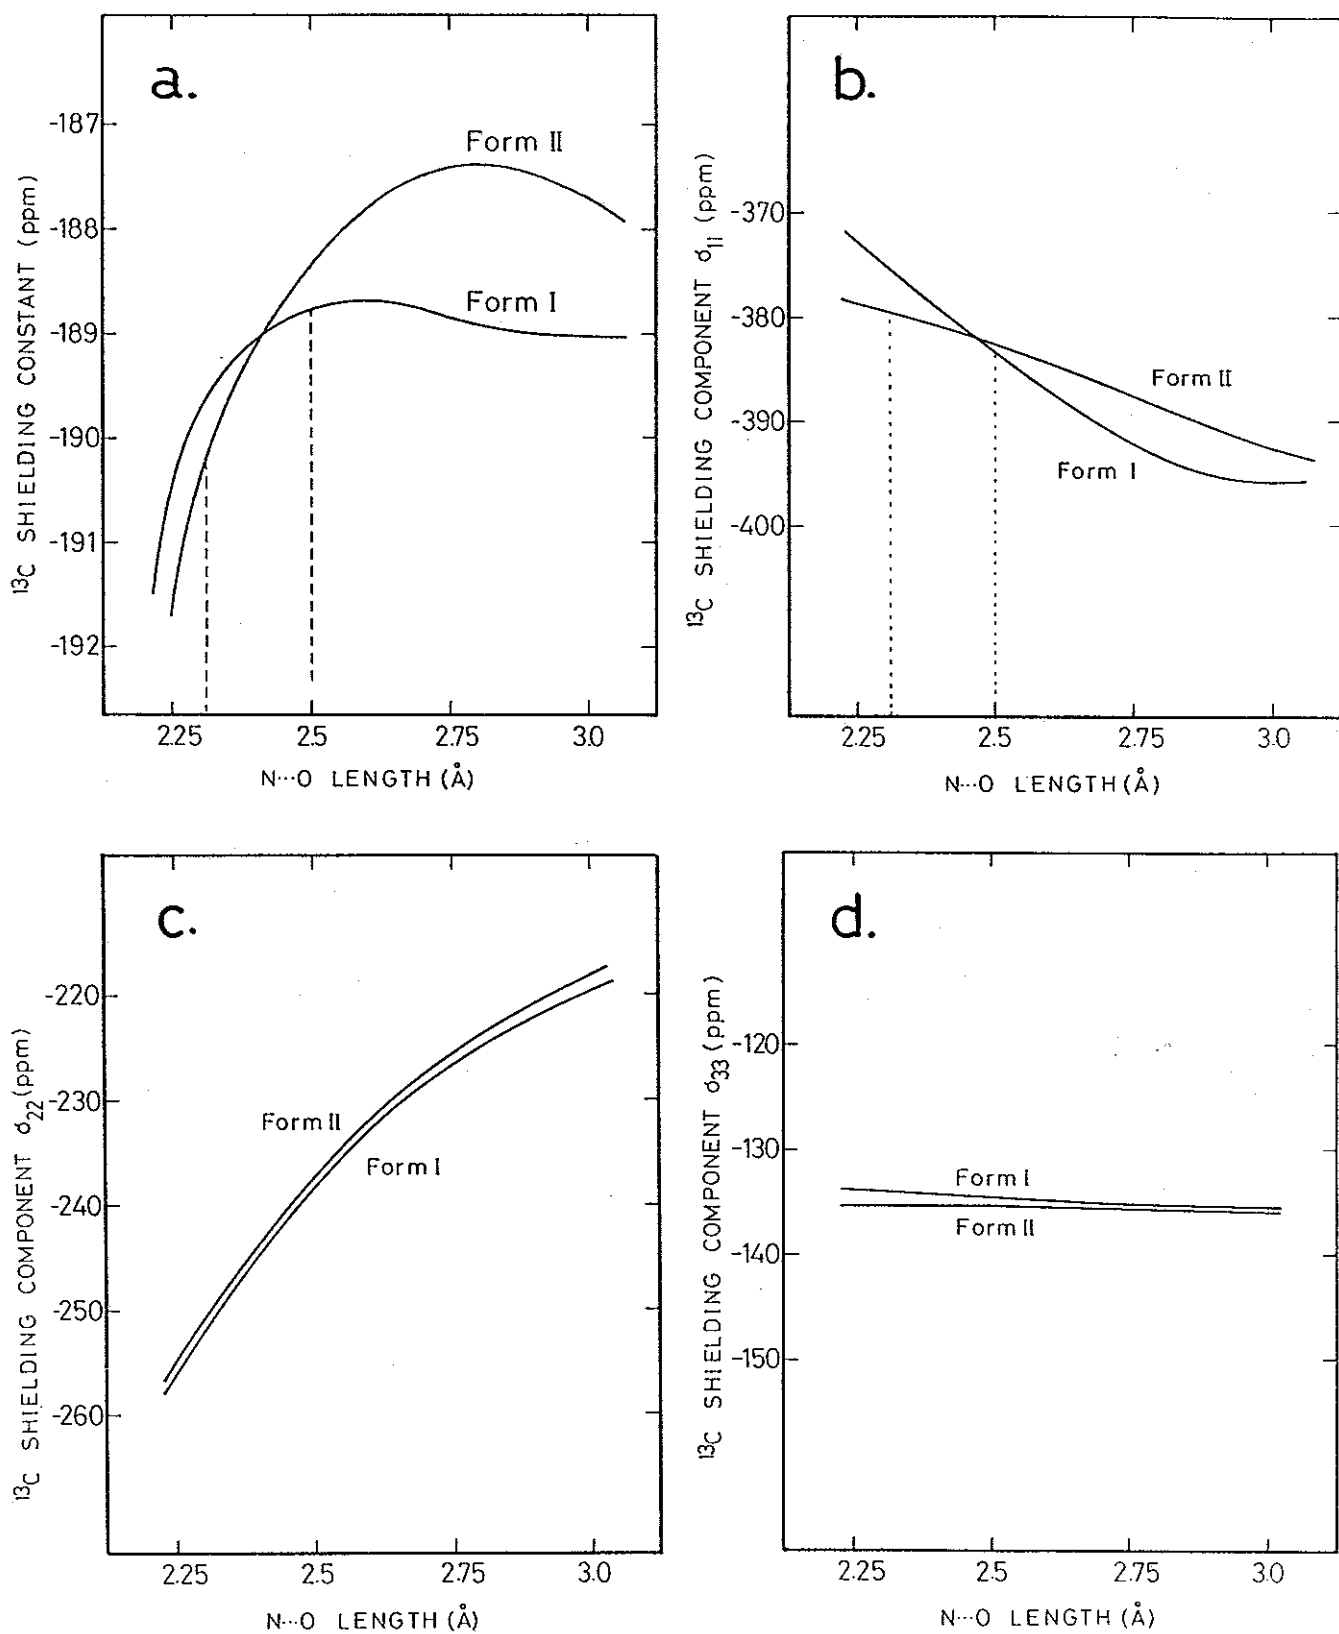 a.
¹³C SHIELDING CONSTANT (ppm)
-187
-188
-189
-190
-191
-192
Form II
Form I
2.25 2.5 2.75 3.0
N···O LENGTH (Å)
b.
¹³C SHIELDING COMPONENT σ₁₁ (ppm)
-370
-380
-390
-400
Form II
Form I
2.25 2.5 2.75 3.0
N···O LENGTH (Å)
c.
¹³C SHIELDING COMPONENT σ₂₂ (ppm)
-220
-230
-240
-250
-260
Form II
Form I
2.25 2.5 2.75 3.0
N···O LENGTH (Å)
d.
¹³C SHIELDING COMPONENT σ₃₃ (ppm)
-120
-130
-140
-150
Form I
Form II
2.25 2.5 2.75 3.0
N···O LENGTH (Å)